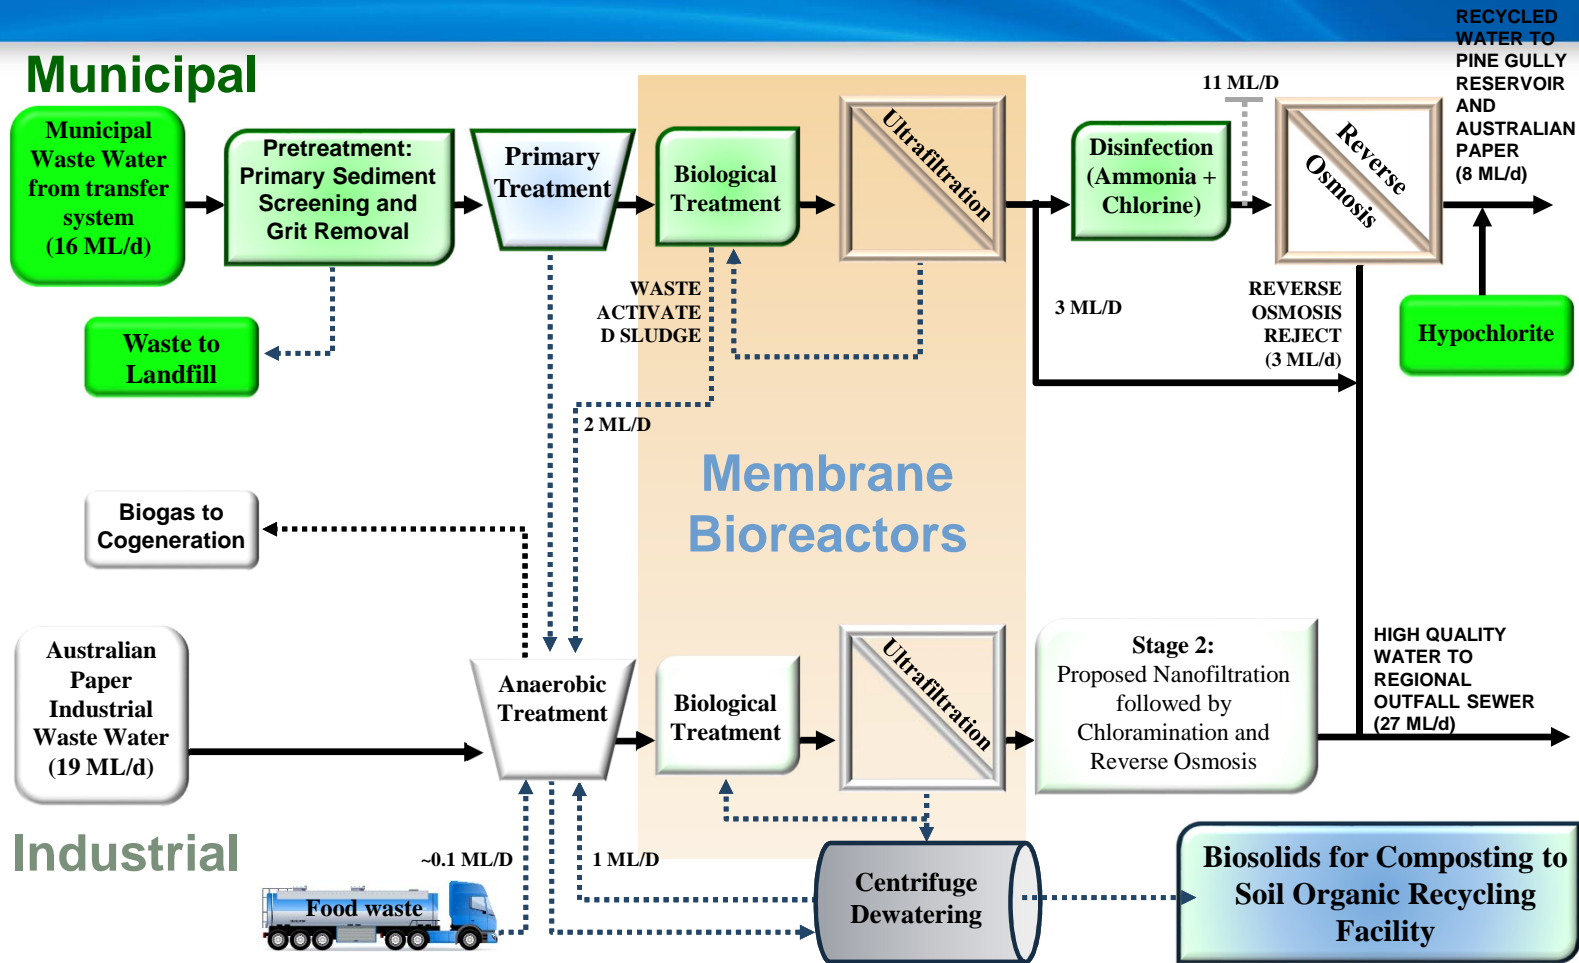 Municipal
Municipal
Waste Water
from transfer
system
(16 ML/d)
Pretreatment:
Primary Sediment
Screening and
Grit Removal
Primary
Treatment
Biological
Treatment
Ultrafiltration
Disinfection
(Ammonia +
Chlorine)
11 ML/D
Reverse
Osmosis
RECYCLED
WATER TO
PINE GULLY
RESERVOIR
AND
AUSTRALIAN
PAPER
(8 ML/d)
Waste to
Landfill
WASTE
ACTIVATE
D SLUDGE
3 ML/D
REVERSE
OSMOSIS
REJECT
(3 ML/d)
Hypochlorite
2 ML/D
Membrane
Bioreactors
Biogas to
Cogeneration
Australian
Paper
Industrial
Waste Water
(19 ML/d)
Anaerobic
Treatment
Biological
Treatment
Ultrafiltration
Stage 2:
Proposed Nanofiltration
followed by
Chloramination and
Reverse Osmosis
HIGH QUALITY
WATER TO
REGIONAL
OUTFALL SEWER
(27 ML/d)
Industrial
~0.1 ML/D
1 ML/D
Food waste
Centrifuge
Dewatering
Biosolids for Composting to
Soil Organic Recycling
Facility